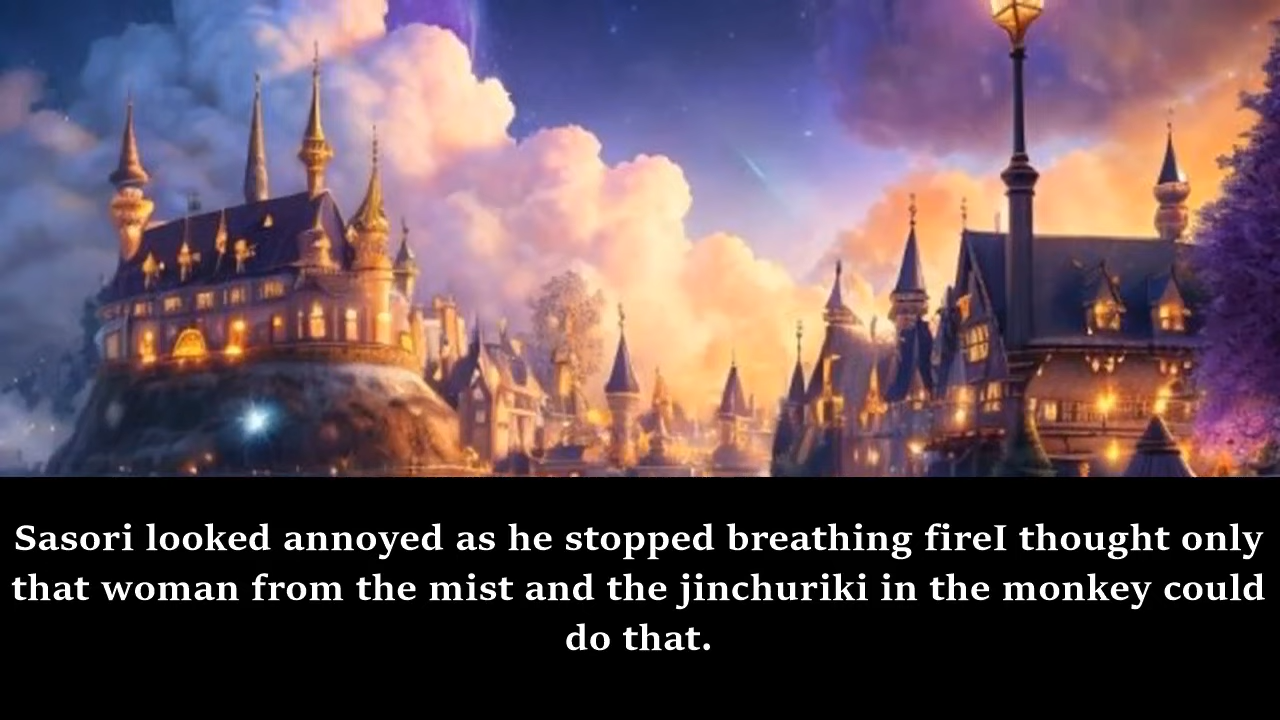 Sasori looked annoyed as he stopped breathing fireI thought only
that woman from the mist and the jinchuriki in the monkey could
do that.